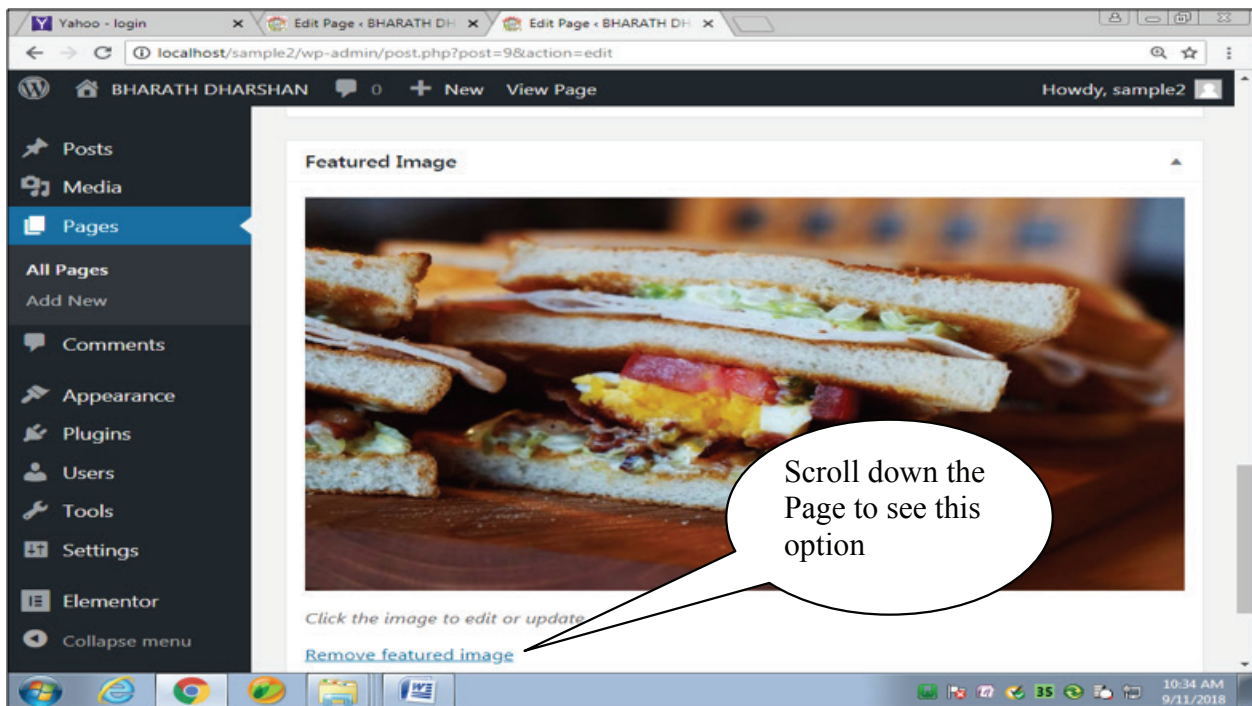 Yahoo - login
Edit Page ‹ BHARATH DH
Edit Page ‹ BHARATH DH
localhost/sample2/wp-admin/post.php?post=9&action=edit
BHARATH DHARSHAN 0 New View Page Howdy, sample2
Posts
Media
Pages
All Pages
Add New
Comments
Appearance
Plugins
Users
Tools
Settings
Elementor
Collapse menu
Featured Image
Scroll down the
Page to see this
option
Click the image to edit or update
Remove featured image
35
10:34 AM
9/11/2018